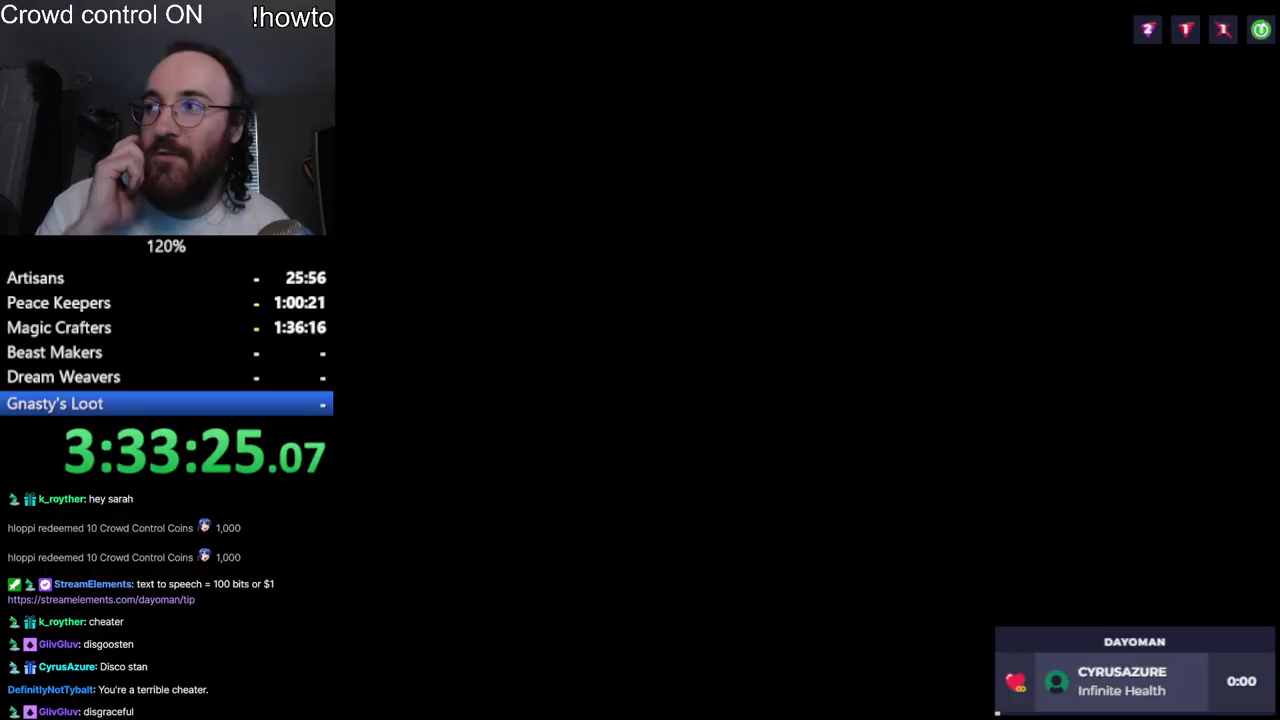 Crowd control ON !howto
120%
Artisans - 25:56
Peace Keepers - 1:00:21
Magic Crafters - 1:36:16
Beast Makers - -
Dream Weavers - -
Gnasty's Loot -
3:33:25.07
k_royther: hey sarah
hloppi redeemed 10 Crowd Control Coins 1,000
hloppi redeemed 10 Crowd Control Coins 1,000
StreamElements: text to speech = 100 bits or $1
https://streamelements.com/dayoman/tip
k_royther: cheater
GlivGluv: disgoosten
CyrusAzure: Disco stan
DefinitlyNotTybalt: You're a terrible cheater.
GlivGluv: disgraceful
2 1 1
DAYOMAN
CYRUSAZURE
Infinite Health 0:00